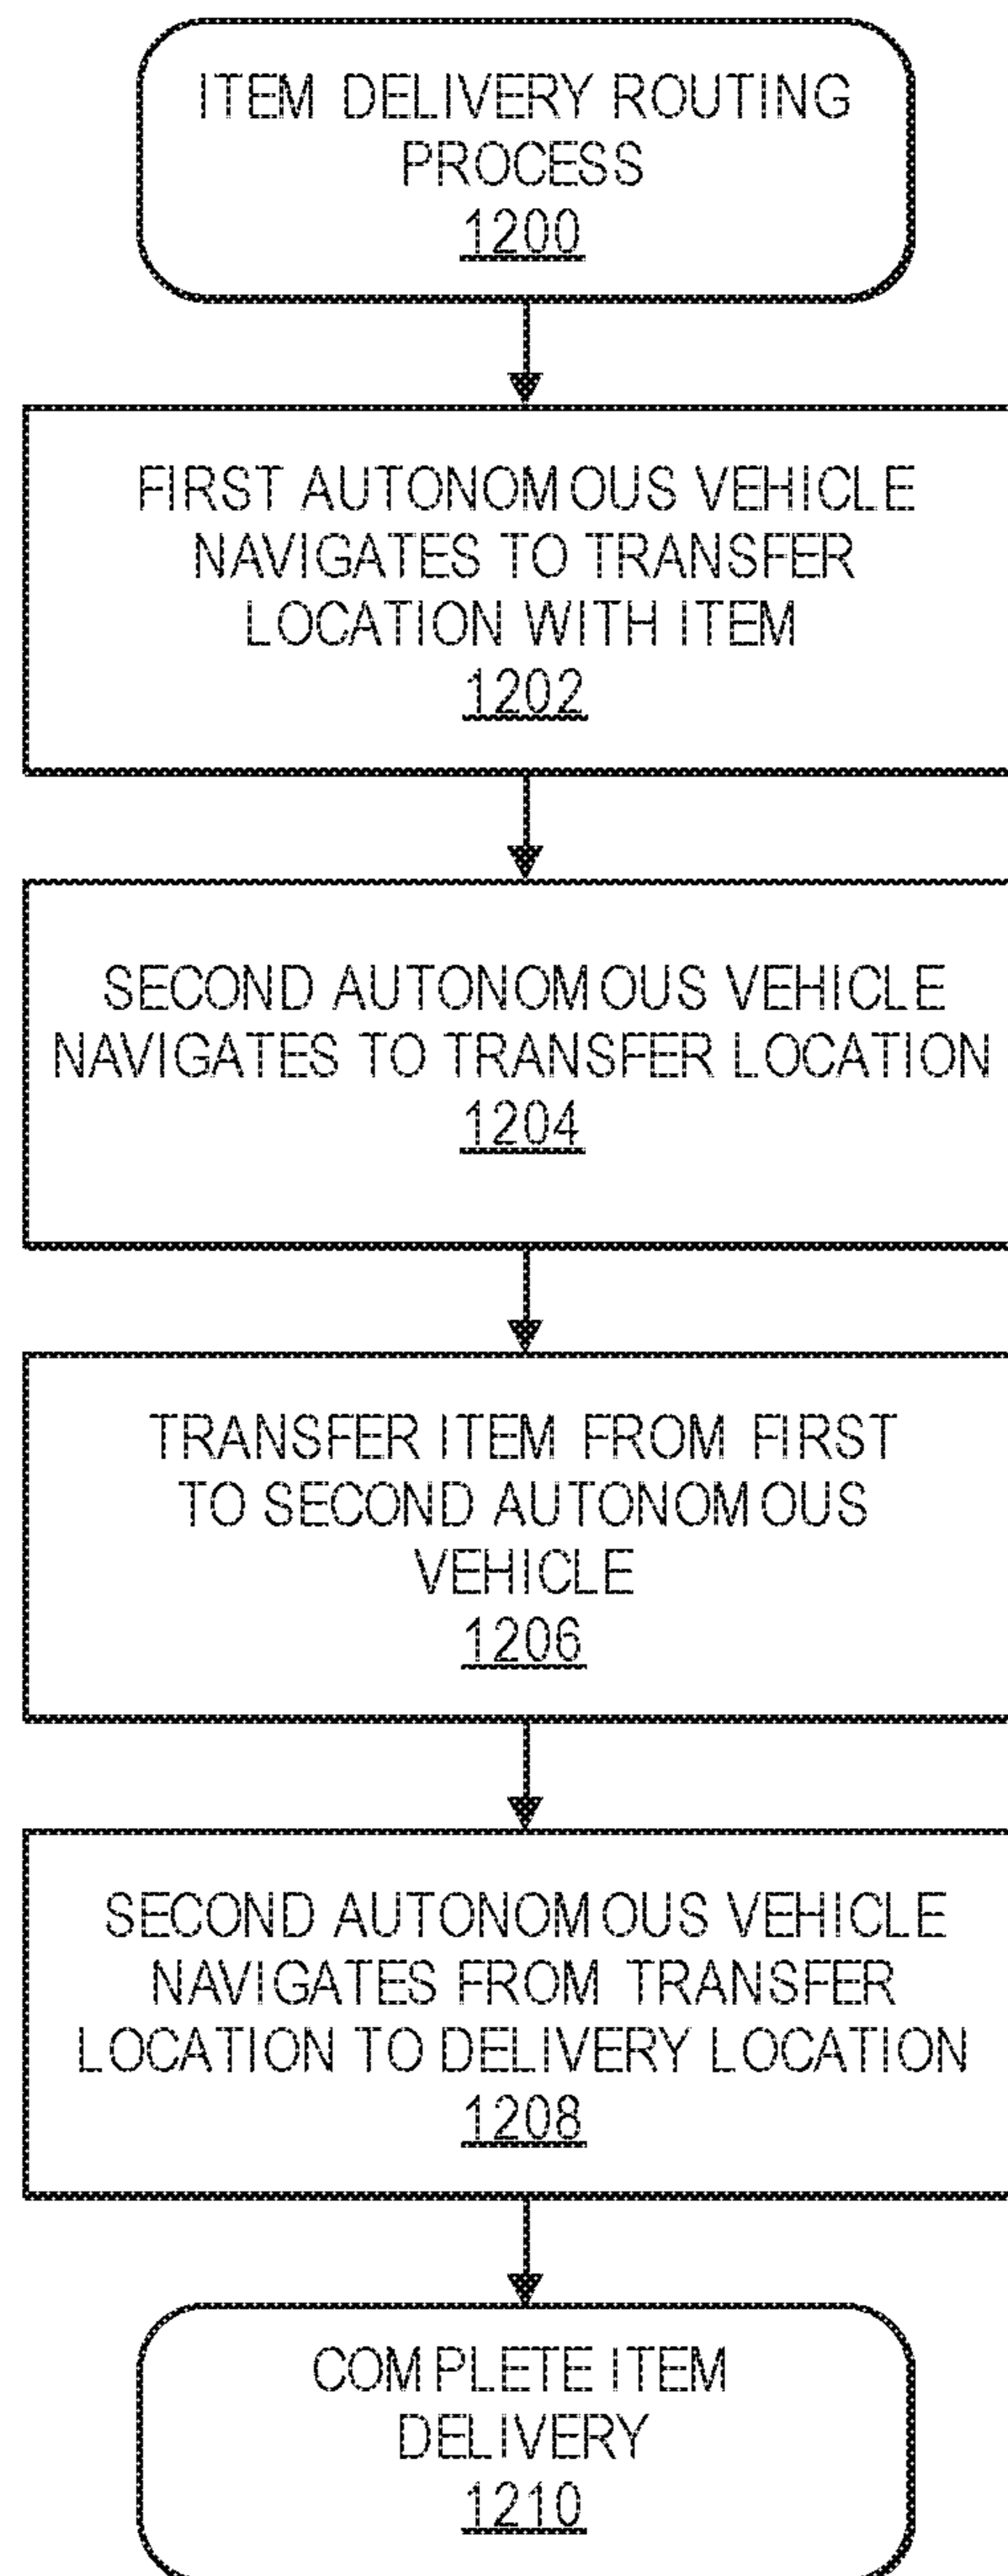 ITEM DELIVERY ROUTING
PROCESS
1200
FIRST AUTONOMOUS VEHICLE
NAVIGATES TO TRANSFER
LOCATION WITH ITEM
1202
SECOND AUTONOMOUS VEHICLE
NAVIGATES TO TRANSFER LOCATION
1204
TRANSFER ITEM FROM FIRST
TO SECOND AUTONOMOUS
VEHICLE
1206
SECOND AUTONOMOUS VEHICLE
NAVIGATES FROM TRANSFER
LOCATION TO DELIVERY LOCATION
1208
COMPLETE ITEM
DELIVERY
1210